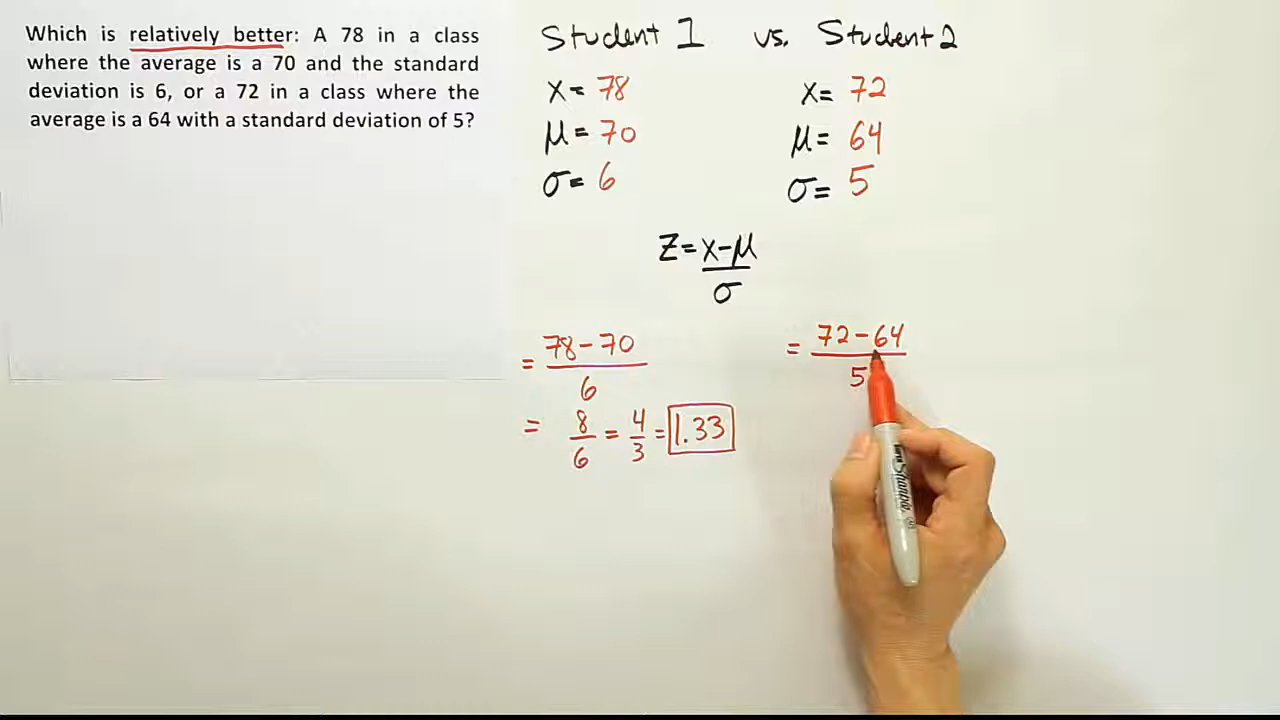 Which is relatively better: A 78 in a class
where the average is a 70 and the standard
deviation is 6, or a 72 in a class where the
average is a 64 with a standard deviation of 5?
Student 1 vs. Student 2
x = 78
μ = 70
σ = 6
x = 72
μ = 64
σ = 5
Z = x-μ
σ
= 78-70
6
= 8/6 = 4/3 = 1.33
= 72-64
5
Sharpie